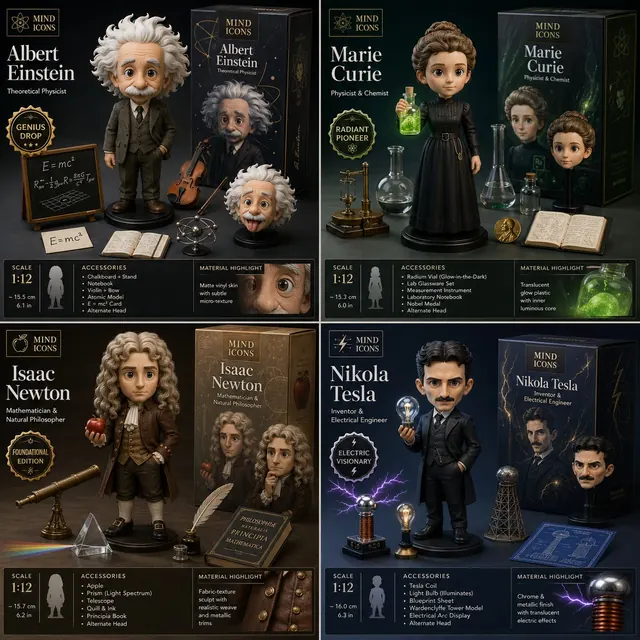 MIND
ICONS
Albert
Einstein
Theoretical Physicist
GENIUS
DROP
E = mc²
E=mc²
MIND
ICONS
Albert
Einstein
Theoretical Physicist
SCALE
1:12
~ 15.5 cm
6.1 in
ACCESSORIES
• Chalkboard + Stand
• Notebook
• Violin + Bow
• Atomic Model
• E = mc² Card
• Alternate Head
MATERIAL HIGHLIGHT
Matte vinyl skin
with subtle
micro-texture
MIND
ICONS
Marie
Curie
Physicist & Chemist
RADIANT
PIONEER
MIND
ICONS
Marie
Curie
Physicist & Chemist
SCALE
1:12
~ 15.3 cm
6.0 in
ACCESSORIES
• Radium Vial (Glow-in-the-Dark)
• Lab Glassware Set
• Measurement Instrument
• Laboratory Notebook
• Nobel Medal
• Alternate Head
MATERIAL HIGHLIGHT
Translucent
glow plastic
with inner
luminous core
MIND
ICONS
Isaac
Newton
Mathematician &
Natural Philosopher
FOUNDATIONAL
EDITION
MIND
ICONS
Isaac
Newton
Mathematician &
Natural Philosopher
PRINCIPIA
MATHEMATICA
SCALE
1:12
~ 15.7 cm
6.2 in
ACCESSORIES
• Apple
• Prism (Light Spectrum)
• Telescope
• Quill & Ink
• Principia Book
• Alternate Head
MATERIAL HIGHLIGHT
Fabric-texture
sculpt with
realistic weave
and metallic
trims
MIND
ICONS
Nikola
Tesla
Inventor &
Electrical Engineer
ELECTRIC
VISIONARY
MIND
ICONS
Nikola Tesla
Inventor &
Electrical Engineer
SCALE
1:12
~ 16.0 cm
6.3 in
ACCESSORIES
• Tesla Coil
• Light Bulb (Illuminates)
• Blueprint Sheet
• Wardenclyffe Tower Model
• Electrical Arc Display
• Alternate Head
MATERIAL HIGHLIGHT
Chrome &
metallic finish
with translucent
electric effects